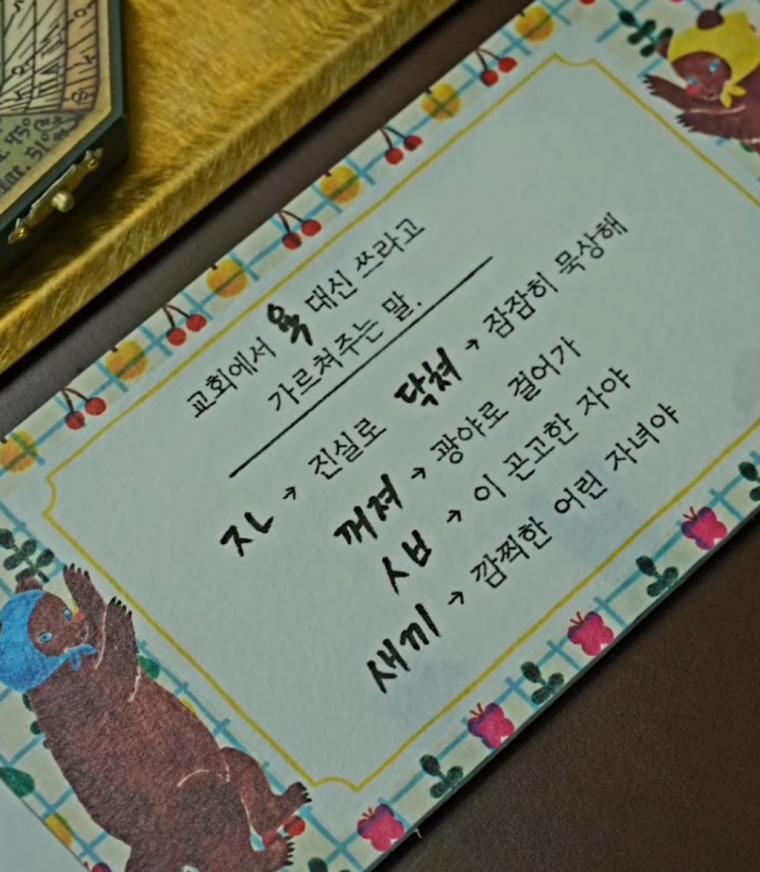 교회에서 욕 대신 쓰라고
가르쳐주는 말.
ㅈㄴ → 진실로
닥쳐 → 잠잠히 묵상해
꺼져 → 광야로 걸어가
ㅅㅂ → 이 곤고한 자야
새끼 → 깜찍한 어린 자녀야